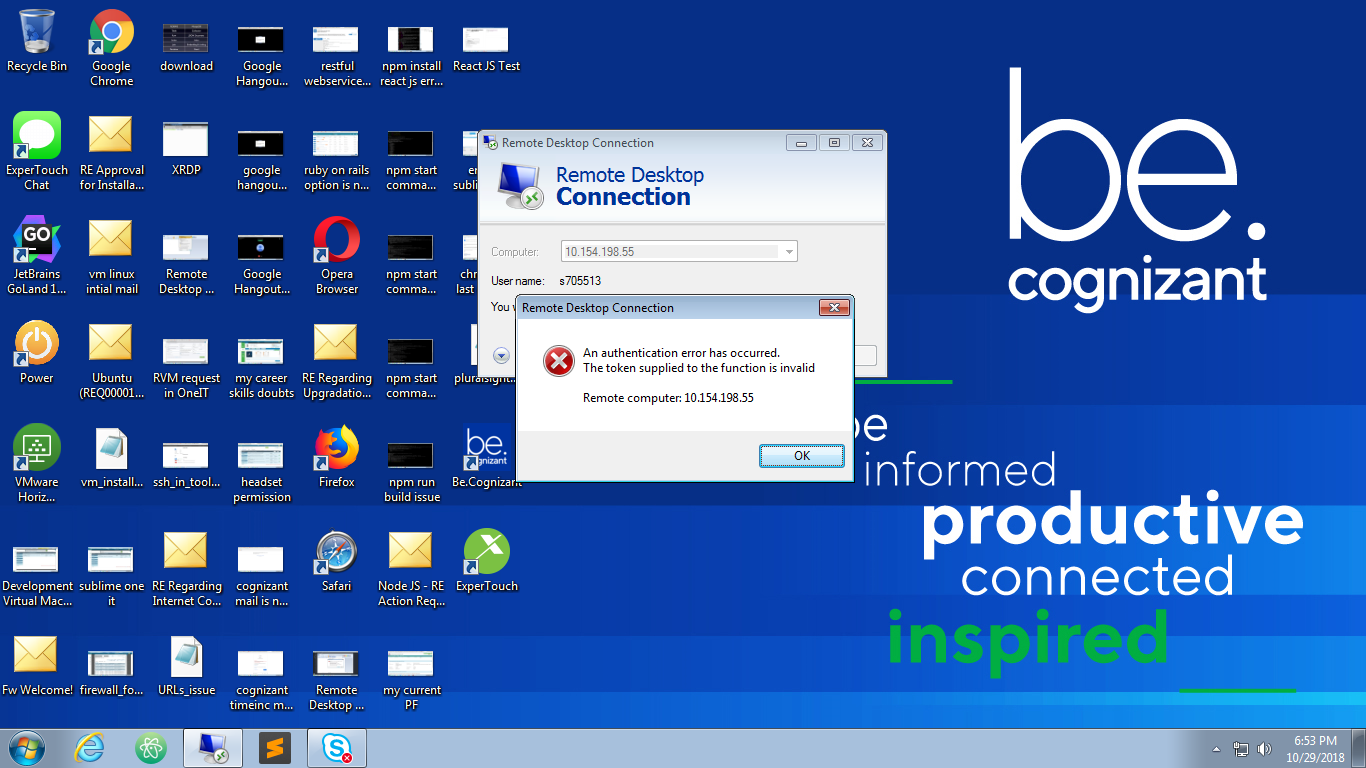 Recycle Bin
Google
Chrome
download
Google
Hangou...
restful
webservice...
npm install
react js err...
React JS Test
ExperTouch
Chat
RE Approval
for Installa...
XRDP
google
hangou...
ruby on rails
option is n...
npm start
comma...
JetBrains
GoLand 1...
vm linux
intial mail
Remote
Desktop ...
Google
Hangout...
Opera
Browser
npm start
comma...
Power
Ubuntu
(REQ00001...
RVM request
in OneIT
my career
skills doubts
RE Regarding
Upgradatio...
npm start
comma...
pluralsight...
VMware
Horiz...
vm_install...
ssh_in_tool...
headset
permission
Firefox
npm run
build issue
be.
cognizant
Be.Cognizant
Development
Virtual Mac...
sublime one
it
RE Regarding
Internet Co...
cognizant
mail is n...
Safari
Node JS - RE
Action Req...
ExperTouch
Fw Welcome!
firewall_fo...
URLs_issue
cognizant
timeinc m...
Remote
Desktop ...
my current
PF
Remote Desktop Connection
Remote Desktop
Connection
Computer:
10.154.198.55
User name:
s705513
Remote Desktop Connection
An authentication error has occurred.
The token supplied to the function is invalid
Remote computer: 10.154.198.55
OK
be.
cognizant
informed
productive
connected
inspired
GO
6:53 PM
10/29/2018